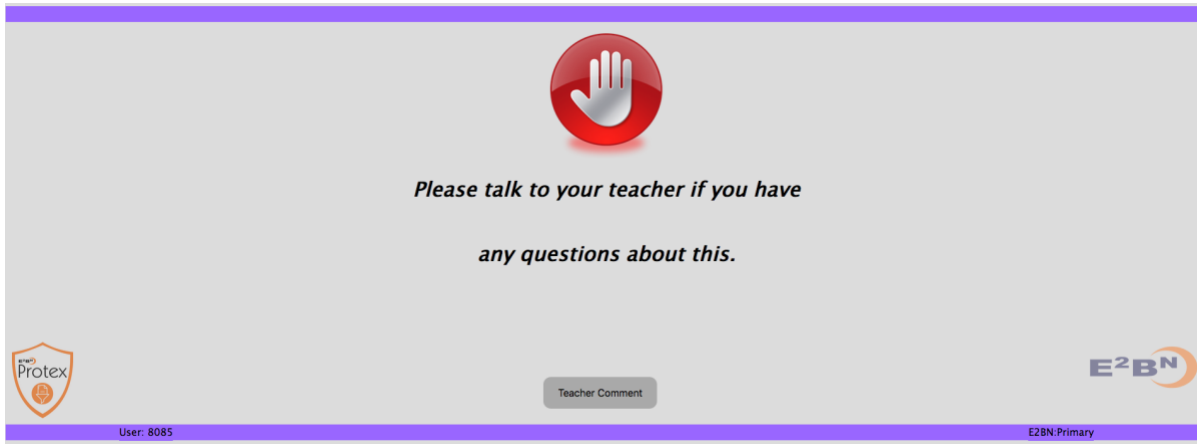 Please talk to your teacher if you have
any questions about this.
E²BN
Protex
E²BN
Teacher Comment
User: 8085
E2BN:Primary